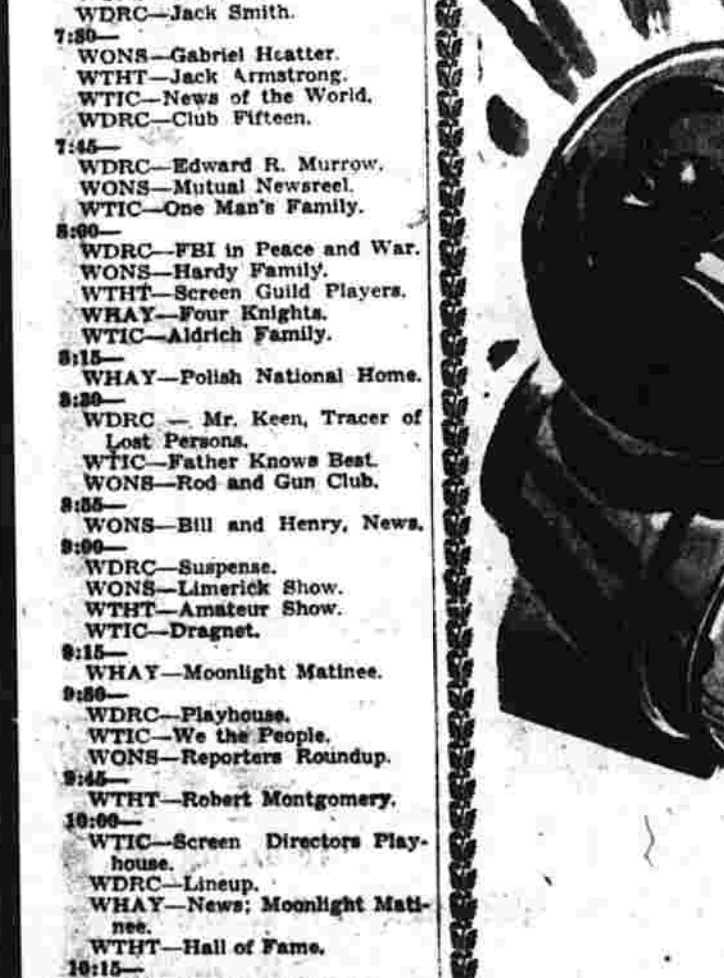 WDRC—Jack Smith.
7:30—
WONS—Gabriel Heatter.
WTHT—Jack Armstrong.
WTIC—News of the World.
WDRC—Club Fifteen.
7:45—
WDRC—Edward R. Murrow.
WONS—Mutual Newsreel.
WTIC—One Man's Family.
8:00—
WDRC—FBI in Peace and War.
WONS—Hardy Family.
WTHT—Screen Guild Players.
WHAY—Four Knights.
WTIC—Aldrich Family.
8:15—
WHAY—Polish National Home.
8:30—
WDRC — Mr. Keen, Tracer of
Lost Persons.
WTIC—Father Knows Best.
WONS—Rod and Gun Club.
8:55—
WONS—Bill and Henry, News.
9:00—
WDRC—Suspense.
WONS—Limerick Show.
WTHT—Amateur Show.
WTIC—Dragnet.
9:15—
WHAY—Moonlight Matinee.
9:30—
WDRC—Playhouse.
WTIC—We the People.
WONS—Reporters Roundup.
9:45—
WTHT—Robert Montgomery.
10:00—
WTIC—Screen Directors Play-
house.
WDRC—Lineup.
WHAY—News; Moonlight Mati-
nee.
WTHT—Hall of Fame.
10:15—